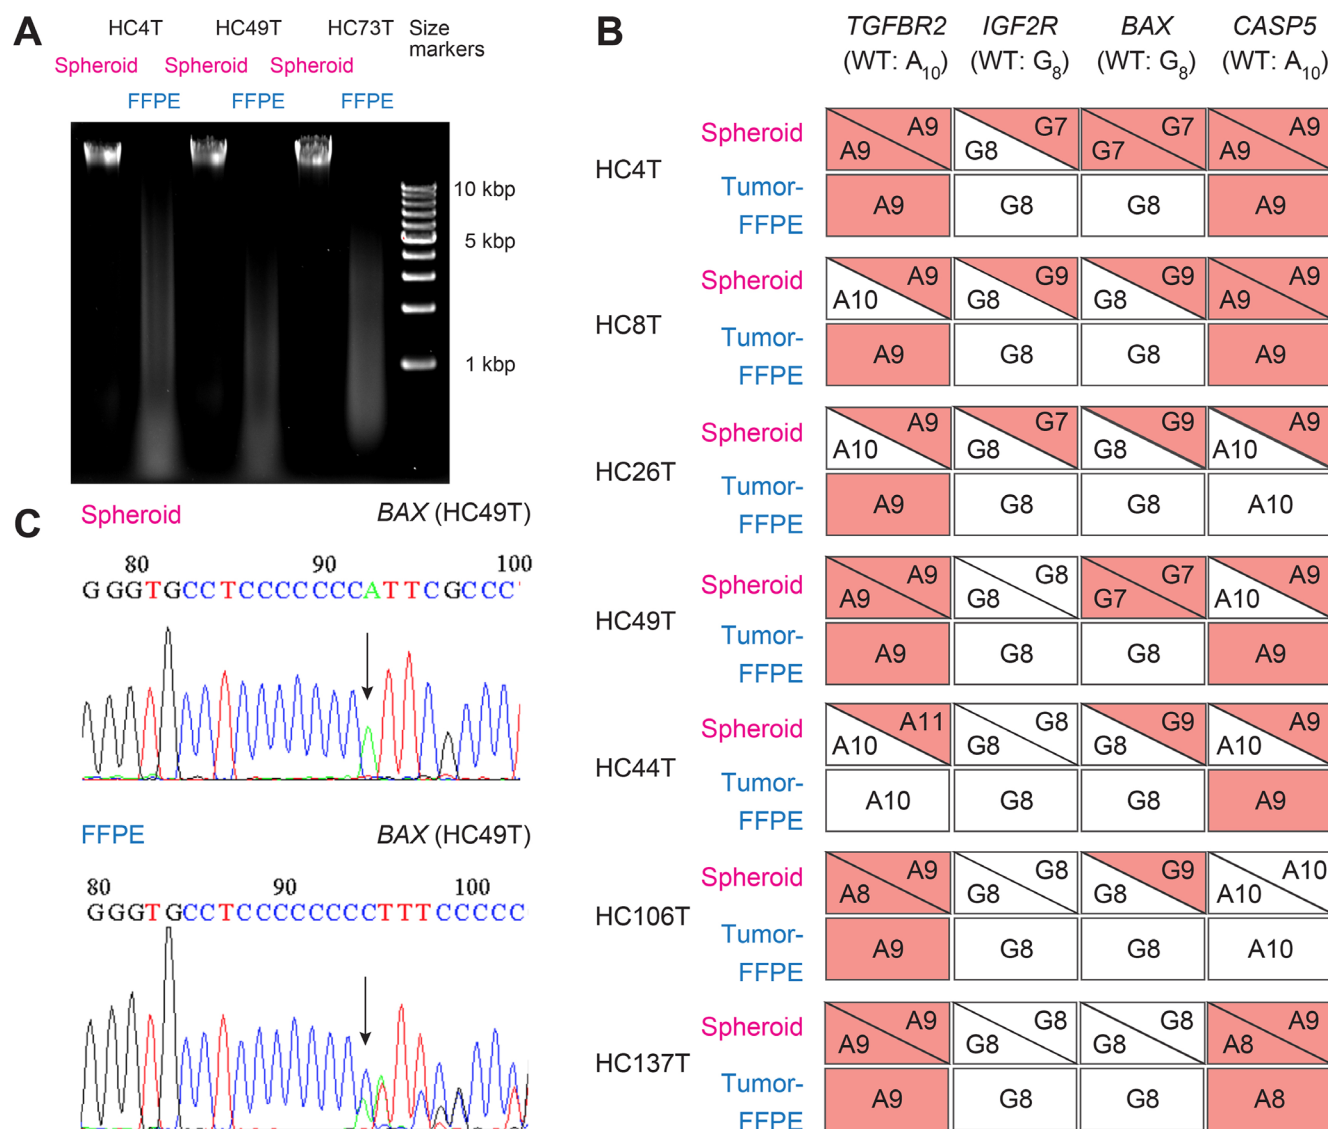 A
HC4T HC49T HC73T Size markers
Spheroid Spheroid Spheroid
FFPE FFPE FFPE
10 kbp
5 kbp
1 kbp
B
TGFBR2 IGF2R BAX CASP5
(WT: A10) (WT: G8) (WT: G8) (WT: A10)
HC4T
Spheroid A9 A9 G8 G7 G7 G7 A9 A9
Tumor-FFPE A9 G8 G8 A9
HC8T
Spheroid A10 A9 G8 G9 G8 G9 A9 A9
Tumor-FFPE A9 G8 G8 A9
HC26T
Spheroid A10 A9 G8 G7 G8 G9 A10 A9
Tumor-FFPE A9 G8 G8 A10
HC49T
Spheroid A9 A9 G8 G8 G7 G7 A10 A9
Tumor-FFPE A9 G8 G8 A9
HC44T
Spheroid A10 A11 G8 G8 G8 G9 A10 A9
Tumor-FFPE A10 G8 G8 A9
HC106T
Spheroid A8 A9 G8 G8 G8 G9 A10 A10
Tumor-FFPE A9 G8 G8 A10
HC137T
Spheroid A9 A9 G8 G8 G8 G8 A8 A9
Tumor-FFPE A9 G8 G8 A8
C
Spheroid BAX (HC49T)
80 90 100
GGGTGCCTCCCCCCCATTCGCCC
FFPE BAX (HC49T)
80 90 100
GGGTGCCTCCCCCCCCTTTCCCCC